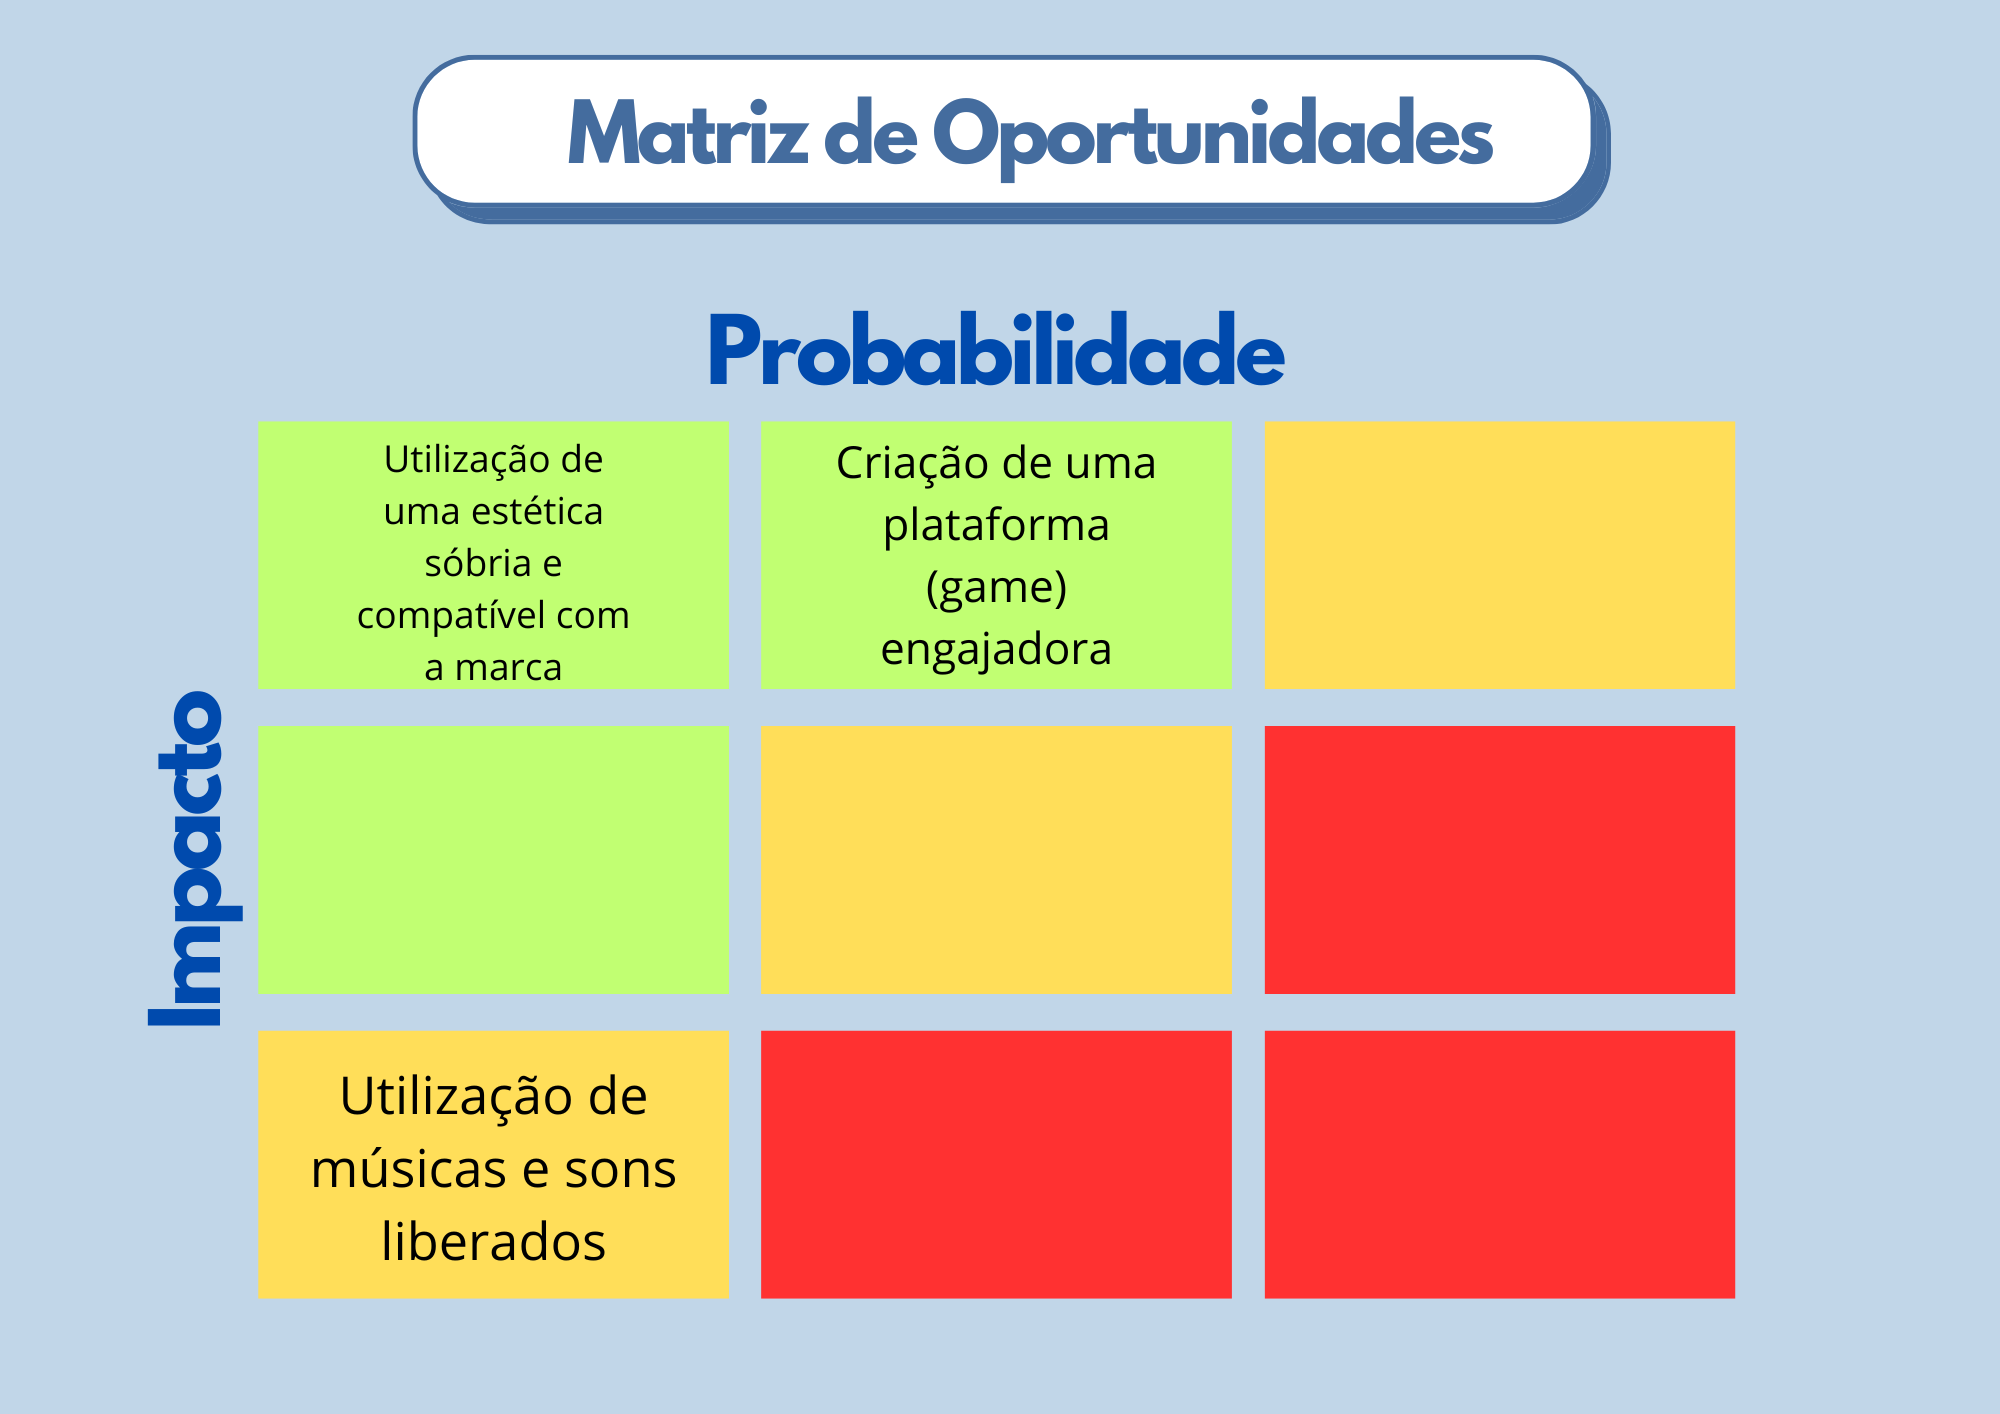 Matriz de Oportunidades
Probabilidade
Impacto
Utilização de
uma estética
sóbria e
compatível com
a marca
Criação de uma
plataforma
(game)
engajadora
Utilização de
músicas e sons
liberados